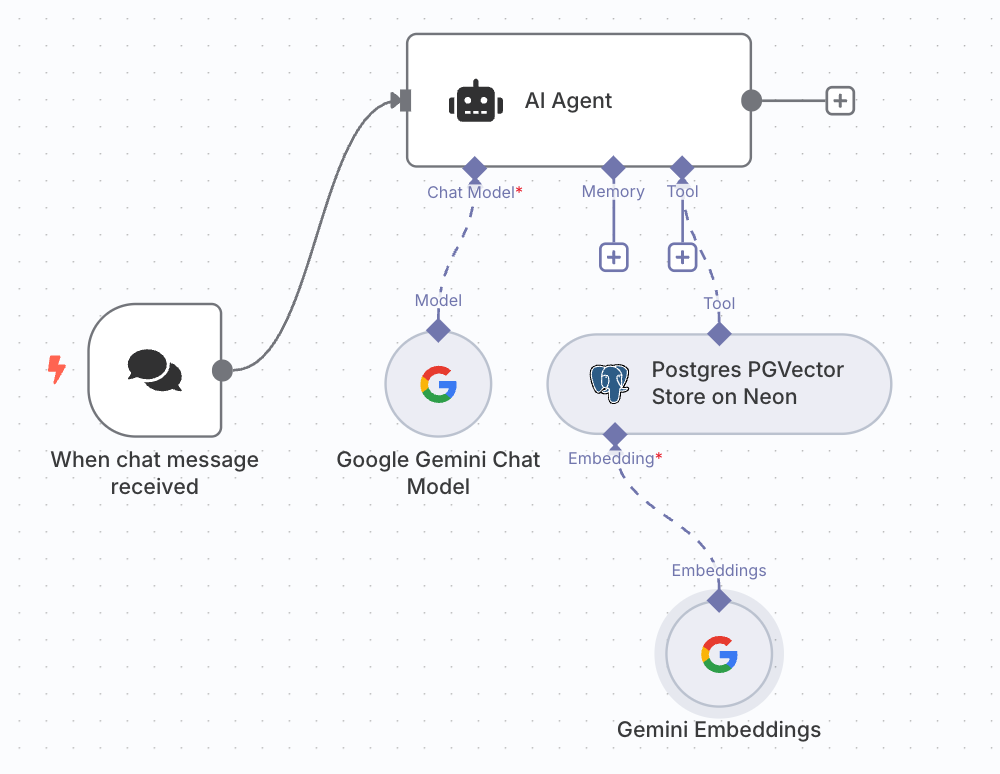 AI Agent
Chat Model*
Memory
Tool
Model
Tool
Postgres PGVector
Store on Neon
When chat message
received
Google Gemini Chat
Model
Embedding*
Embeddings
Gemini Embeddings